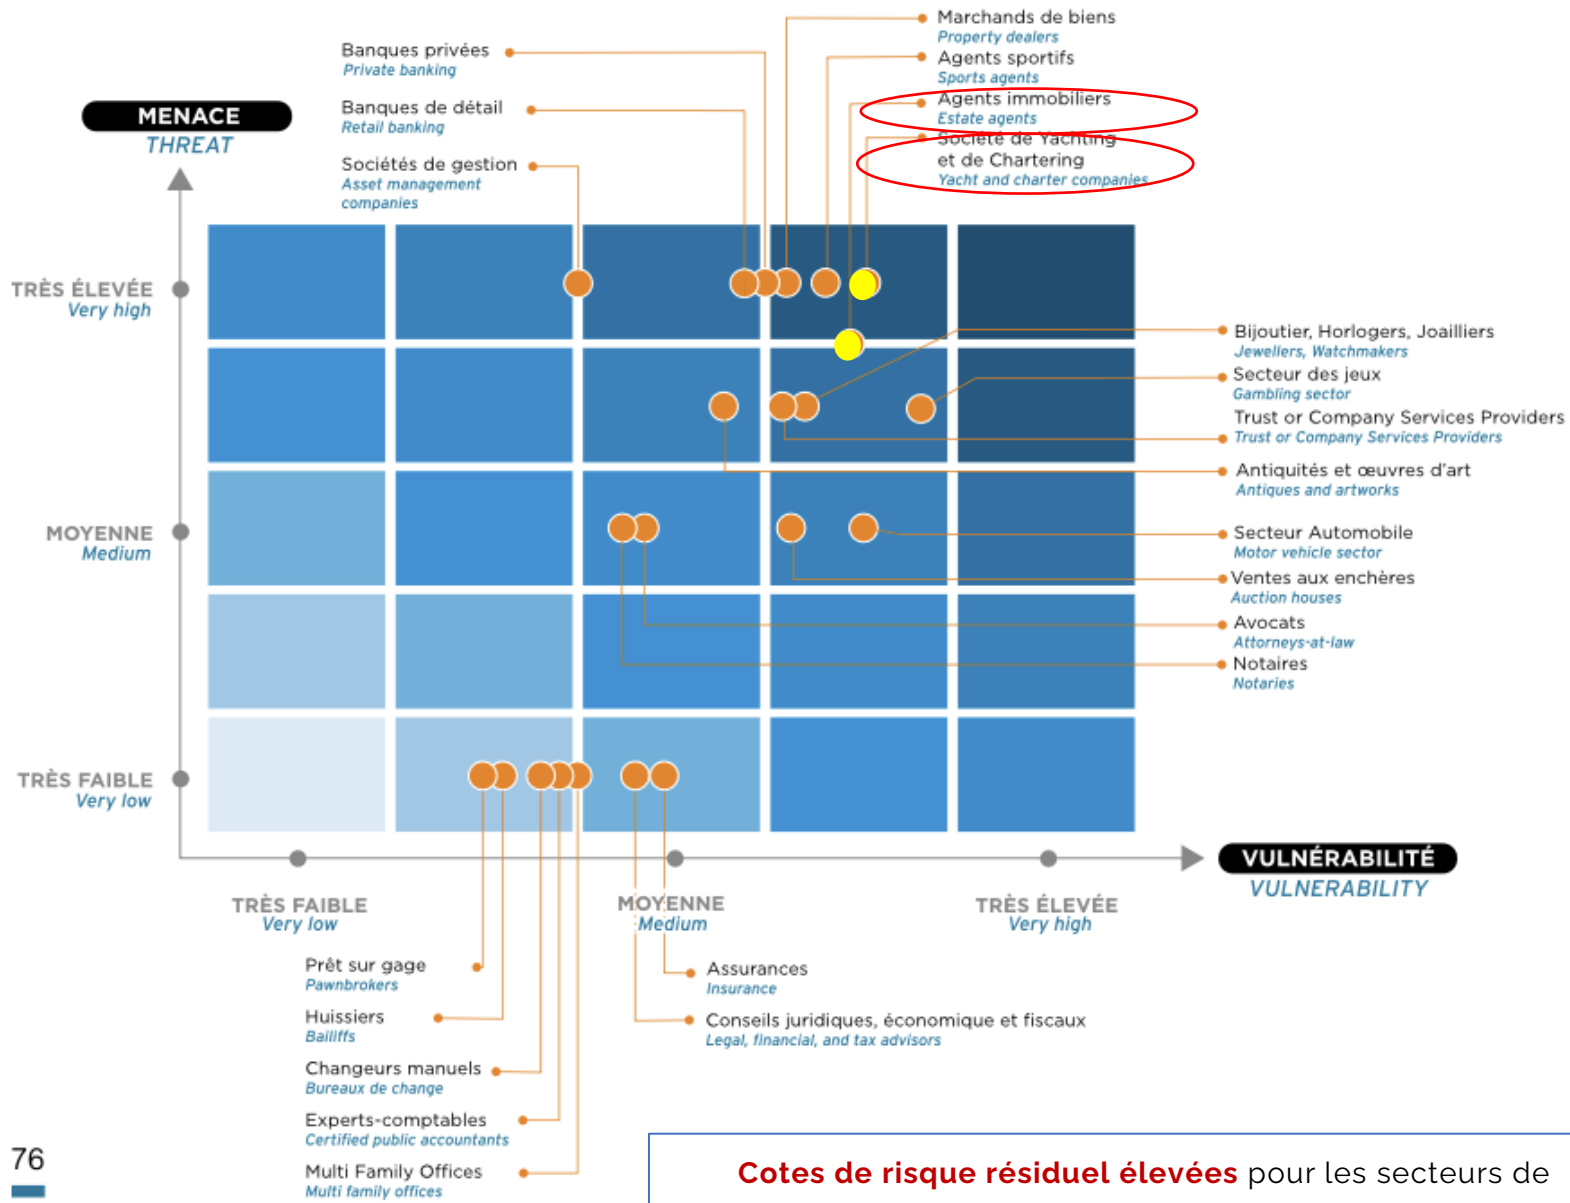 Banques privées
Private banking
Banques de détail
Retail banking
Sociétés de gestion
Asset management
companies
Marchands de biens
Property dealers
Agents sportifs
Sports agents
Agents immobiliers
Estate agents
Société de Yachting
et de Chartering
Yacht and charter companies
MENACE
THREAT
TRÈS ÉLEVÉE
Very high
MOYENNE
Medium
TRÈS FAIBLE
Very low
Bijoutier, Horlogers, Joailliers
Jewellers, Watchmakers
Secteur des jeux
Gambling sector
Trust or Company Services Providers
Trust or Company Services Providers
Antiquités et œuvres d'art
Antiques and artworks
Secteur Automobile
Motor vehicle sector
Ventes aux enchères
Auction houses
Avocats
Attorneys-at-law
Notaires
Notaries
VULNÉRABILITÉ
VULNERABILITY
TRÈS FAIBLE
Very low
MOYENNE
Medium
TRÈS ÉLEVÉE
Very high
Prêt sur gage
Pawnbrokers
Huissiers
Bailiffs
Changeurs manuels
Bureaux de change
Experts-comptables
Certified public accountants
Multi Family Offices
Multi family offices
Assurances
Insurance
Conseils juridiques, économique et fiscaux
Legal, financial, and tax advisors
76
Cotes de risque résiduel élevées pour les secteurs de